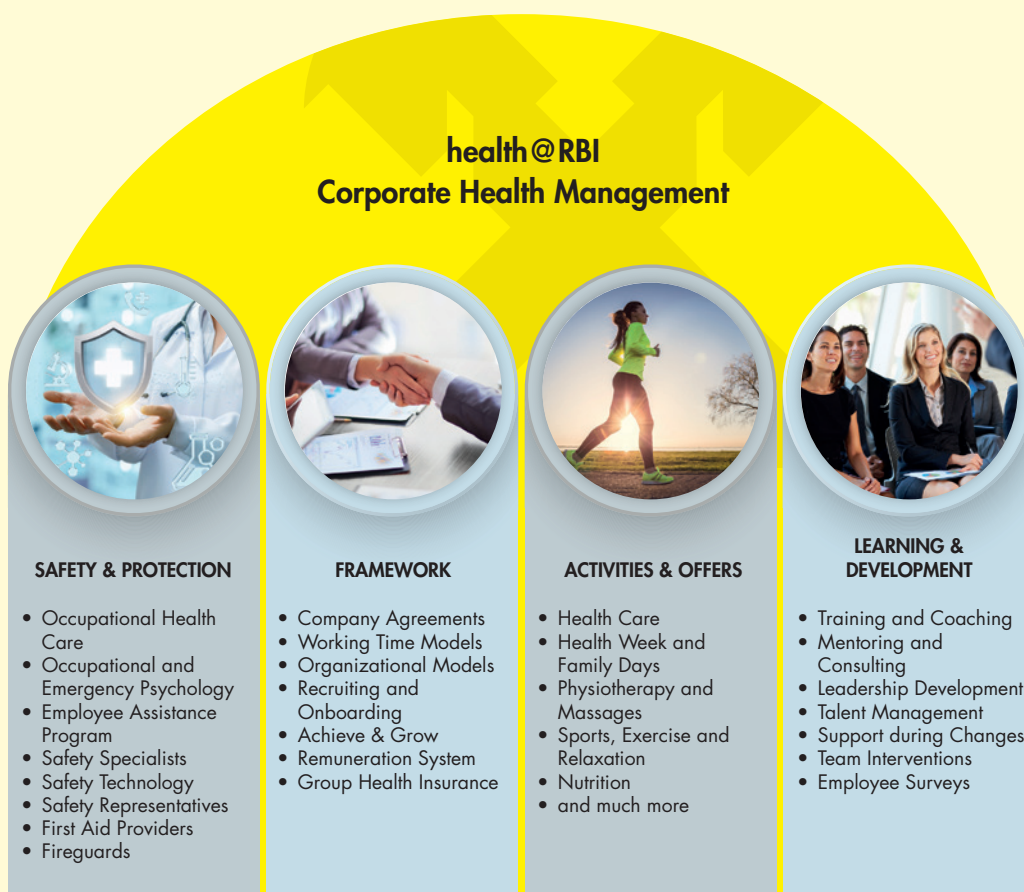 health@RBI
Corporate Health Management
SAFETY & PROTECTION
• Occupational Health
Care
• Occupational and
Emergency Psychology
• Employee Assistance
Program
• Safety Specialists
• Safety Technology
• Safety Representatives
• First Aid Providers
• Fireguards
FRAMEWORK
• Company Agreements
• Working Time Models
• Organizational Models
• Recruiting and
Onboarding
• Achieve & Grow
• Remuneration System
• Group Health Insurance
ACTIVITIES & OFFERS
• Health Care
• Health Week and
Family Days
• Physiotherapy and
Massages
• Sports, Exercise and
Relaxation
• Nutrition
• and much more
LEARNING &
DEVELOPMENT
• Training and Coaching
• Mentoring and
Consulting
• Leadership Development
• Talent Management
• Support during Changes
• Team Interventions
• Employee Surveys